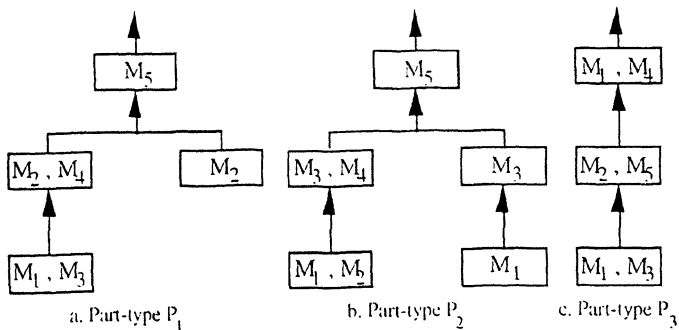 M₅
M₂ , M₄
M₂
M₁ , M₃
a. Part-type P₁
M₅
M₃ , M₄
M₃
M₁ , M₂
M₁
b. Part-type P₂
M₁ , M₄
M₂ , M₅
M₁ , M₃
c. Part-type P₃